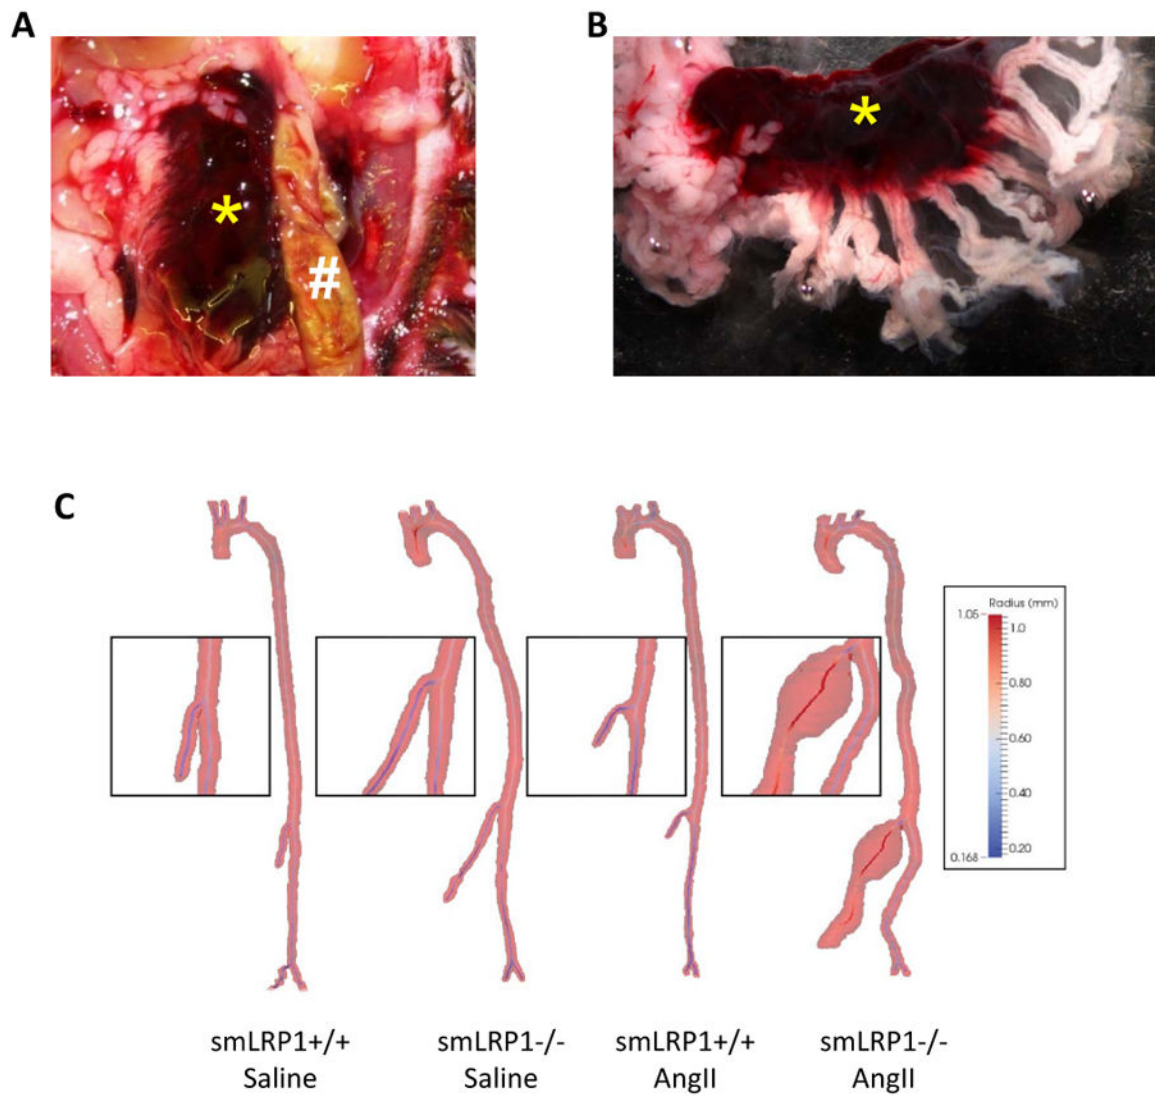 A
B
*
*
#
C
Radius (mm)
1.05
1.0
0.80
0.60
0.40
0.20
0.168
smLRP1+/+
Saline
smLRP1-/-
Saline
smLRP1+/+
AngII
smLRP1-/-
AngII